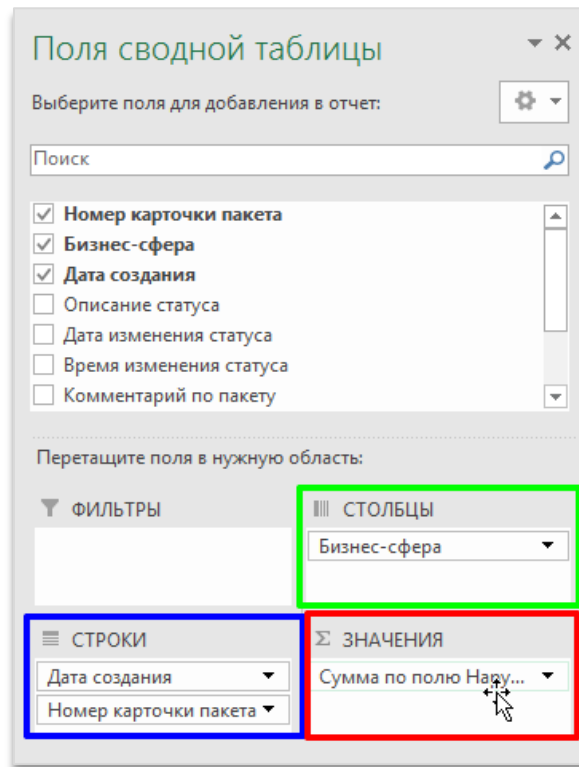 Поля сводной таблицы
Выберите поля для добавления в отчет:
Поиск
Номер карточки пакета
Бизнес-сфера
Дата создания
Описание статуса
Дата изменения статуса
Время изменения статуса
Комментарий по пакету
Перетащите поля в нужную область:
ФИЛЬТРЫ
СТОЛБЦЫ
Бизнес-сфера
СТРОКИ
Дата создания
Номер карточки пакета
Σ ЗНАЧЕНИЯ
Сумма по полю Нару...